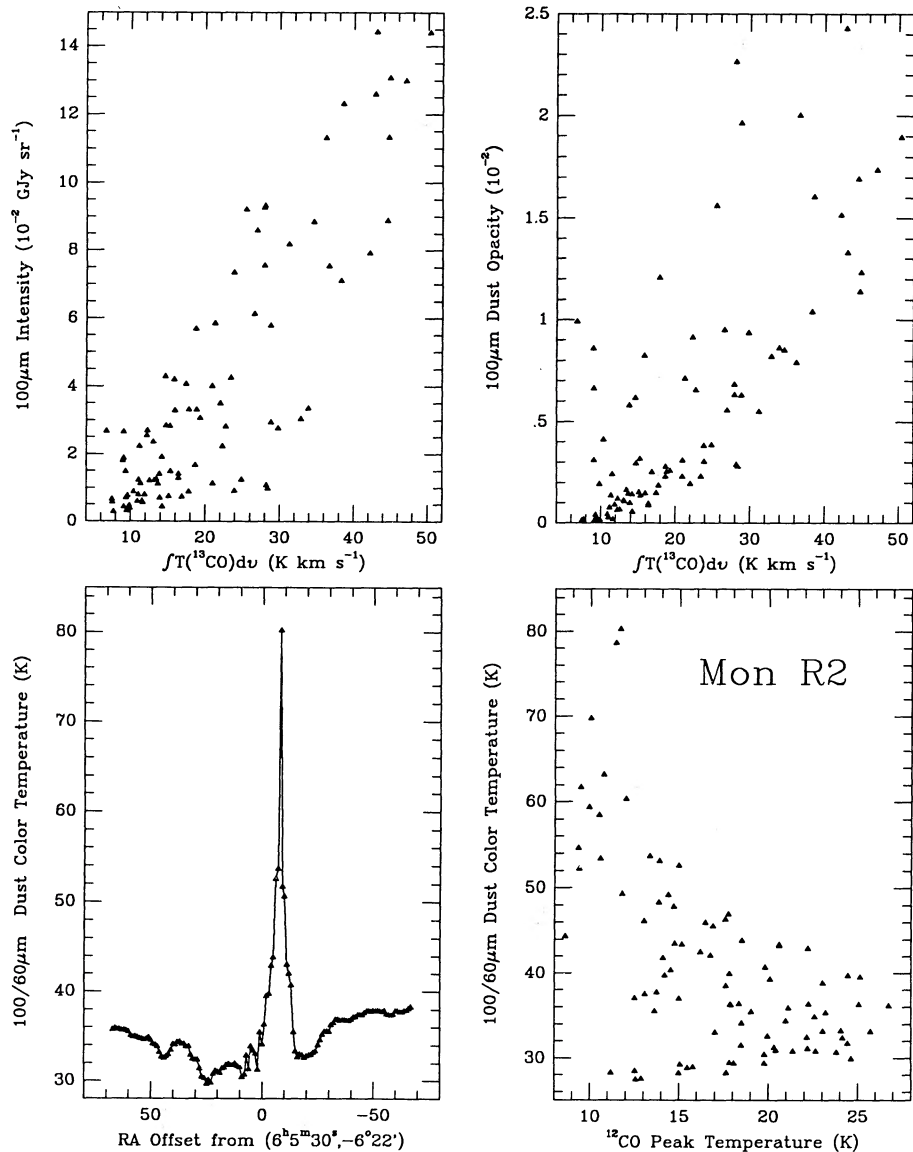 14
12
10
8
6
4
2
0
100μm Intensity (10⁻² GJy sr⁻¹)
10 20 30 40 50
∫T(¹³CO)dv (K km s⁻¹)
2.5
2
1.5
1
.5
0
100μm Dust Opacity (10⁻²)
10 20 30 40 50
∫T(¹³CO)dv (K km s⁻¹)
80
70
60
50
40
30
100/60μm Dust Color Temperature (K)
50 0 −50
RA Offset from (6ʰ5ᵐ30ˢ,−6°22')
Mon R2
80
70
60
50
40
30
100/60μm Dust Color Temperature (K)
10 15 20 25
¹²CO Peak Temperature (K)